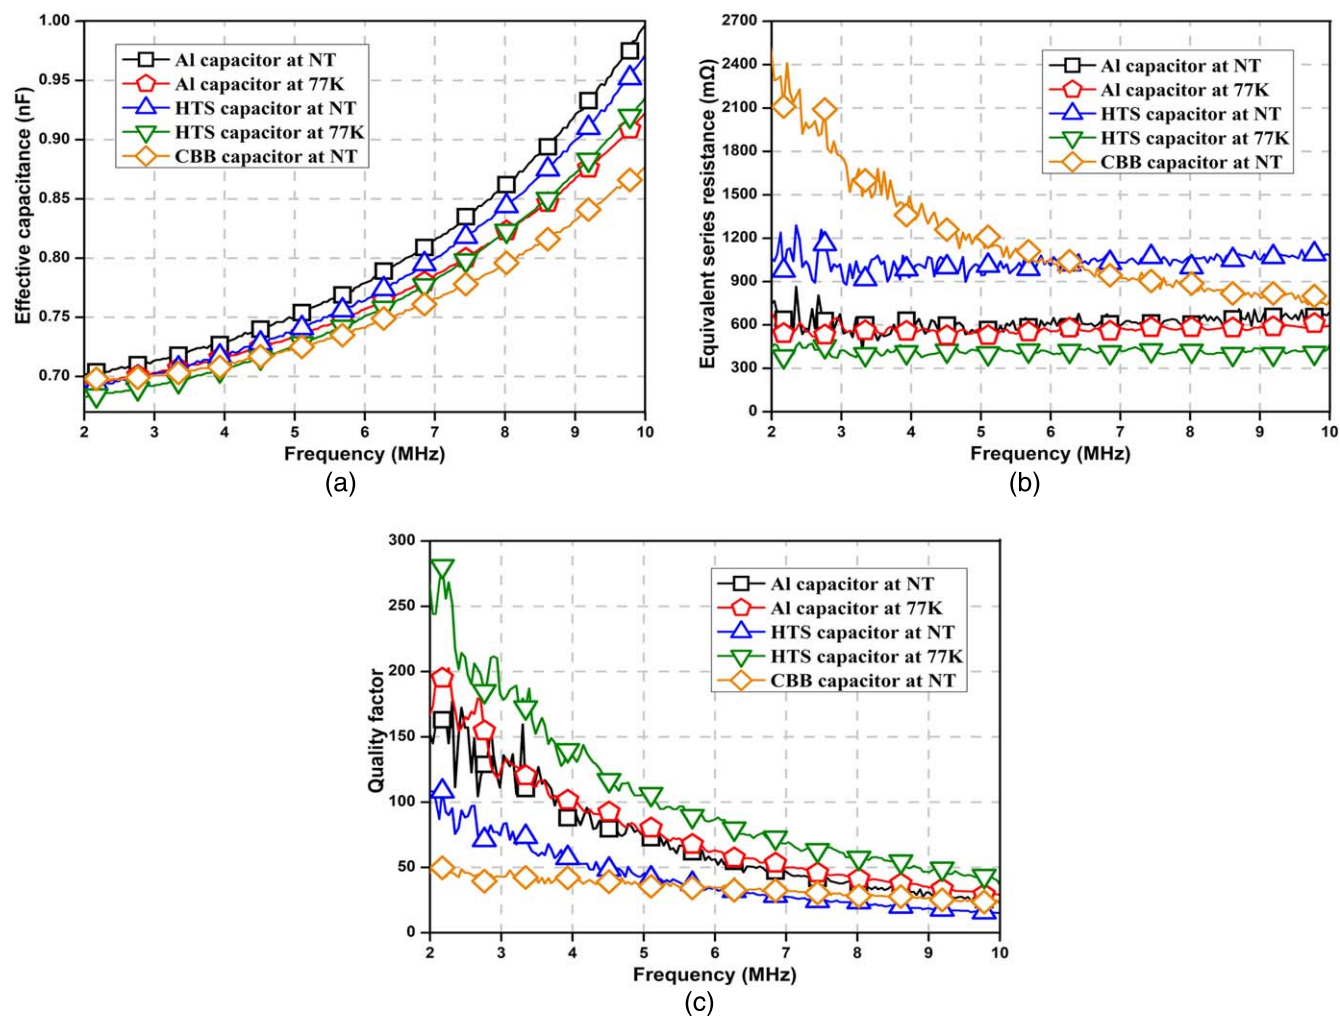 1.00
0.95
0.90
0.85
0.80
0.75
0.70
Effective capacitance (nF)
Al capacitor at NT
Al capacitor at 77K
HTS capacitor at NT
HTS capacitor at 77K
CBB capacitor at NT
2 3 4 5 6 7 8 9 10
Frequency (MHz)
(a)
2700
2400
2100
1800
1500
1200
900
600
300
0
Equivalent series resistance (mΩ)
Al capacitor at NT
Al capacitor at 77K
HTS capacitor at NT
HTS capacitor at 77K
CBB capacitor at NT
2 3 4 5 6 7 8 9 10
Frequency (MHz)
(b)
300
250
200
150
100
50
0
Quality factor
Al capacitor at NT
Al capacitor at 77K
HTS capacitor at NT
HTS capacitor at 77K
CBB capacitor at NT
2 3 4 5 6 7 8 9 10
Frequency (MHz)
(c)